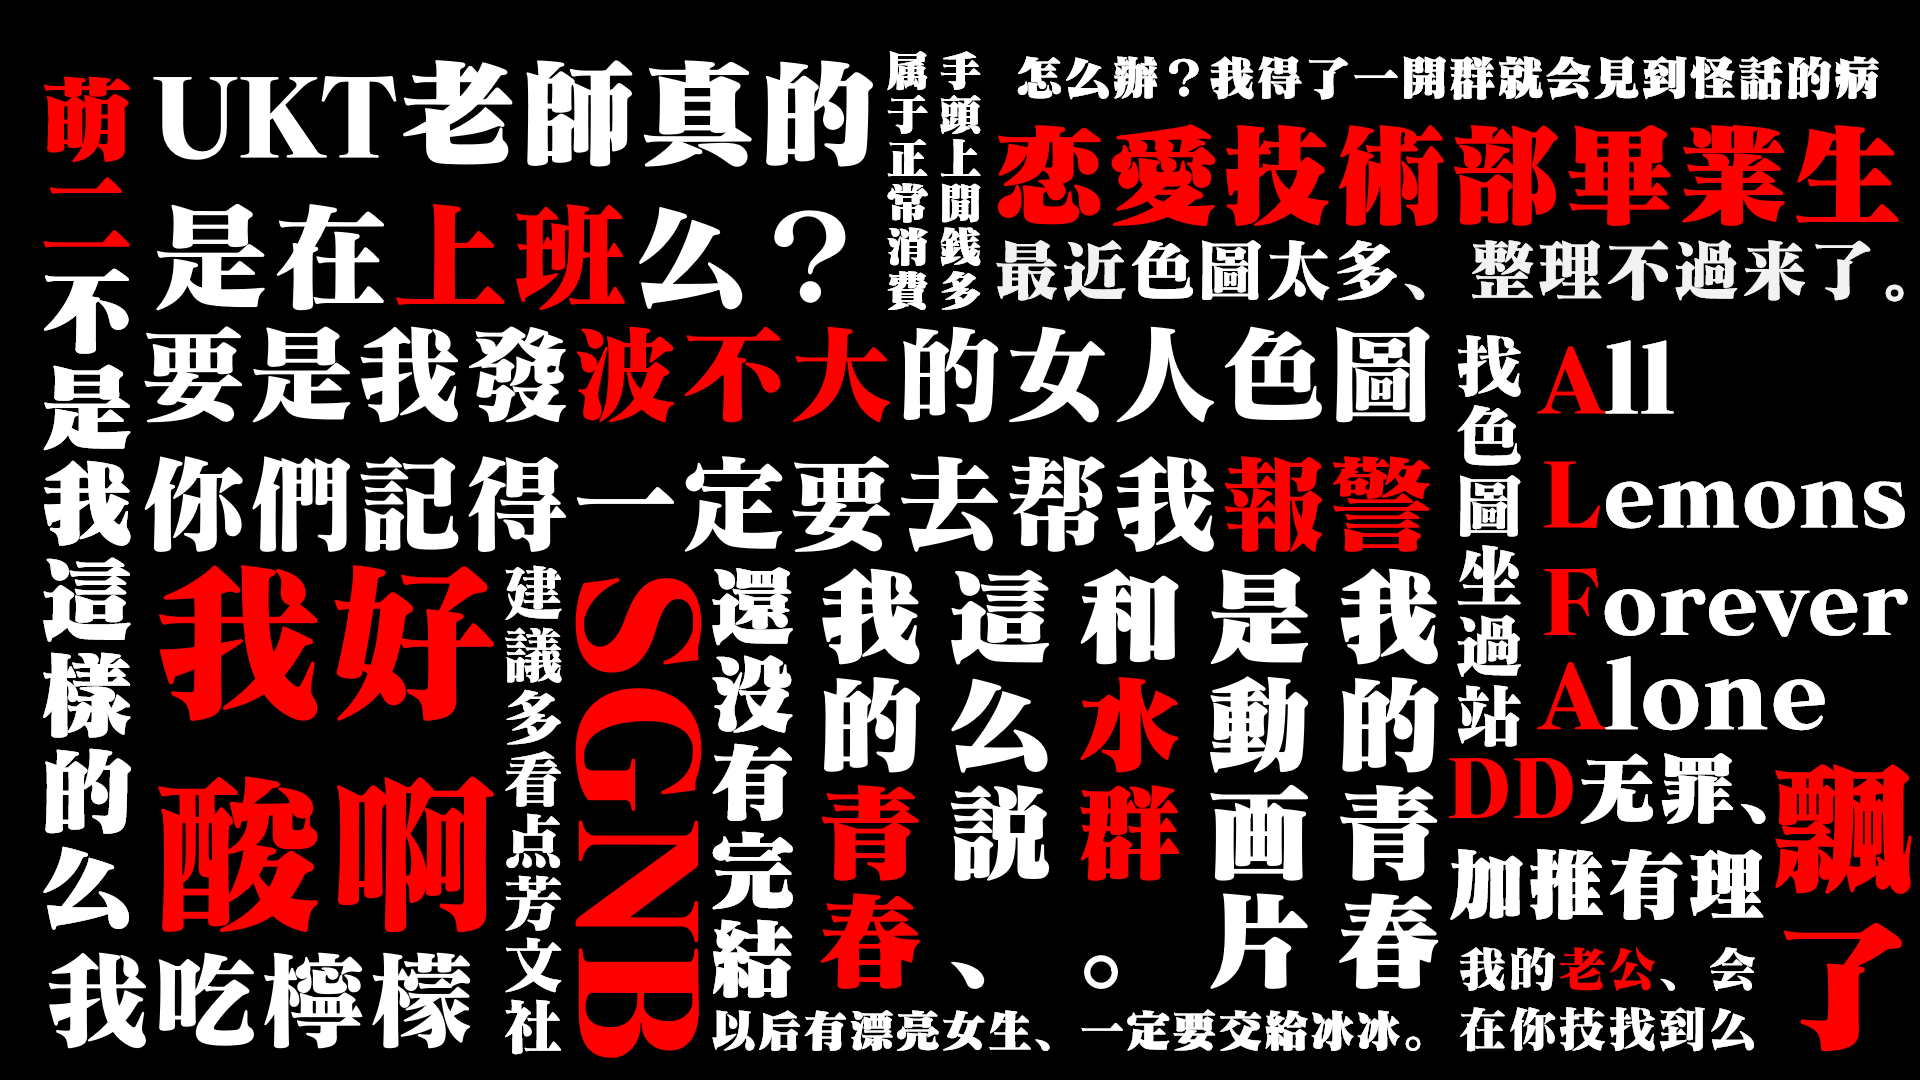 萌二不是我這樣的么
UKT老師真的
是在上班么？
手頭上閒銭多
属于正常消費
怎么辦？我得了一開群就会見到怪話的病
恋愛技術部畢業生
最近色圖太多、整理不過来了。
要是我發波不大的女人色圖
你們記得一定要去帮我報警
找色圖坐過站
All
Lemons
Forever
Alone
我好
酸啊
我吃檸檬
建議多看点芳文社
SGNB
我的青春
是動画片
和水群。
這么説、
我的青春
還没有完結
以后有漂亮女生、一定要交給冰冰。
DD无罪、
加推有理
飄了
我的老公、会
在你技找到么